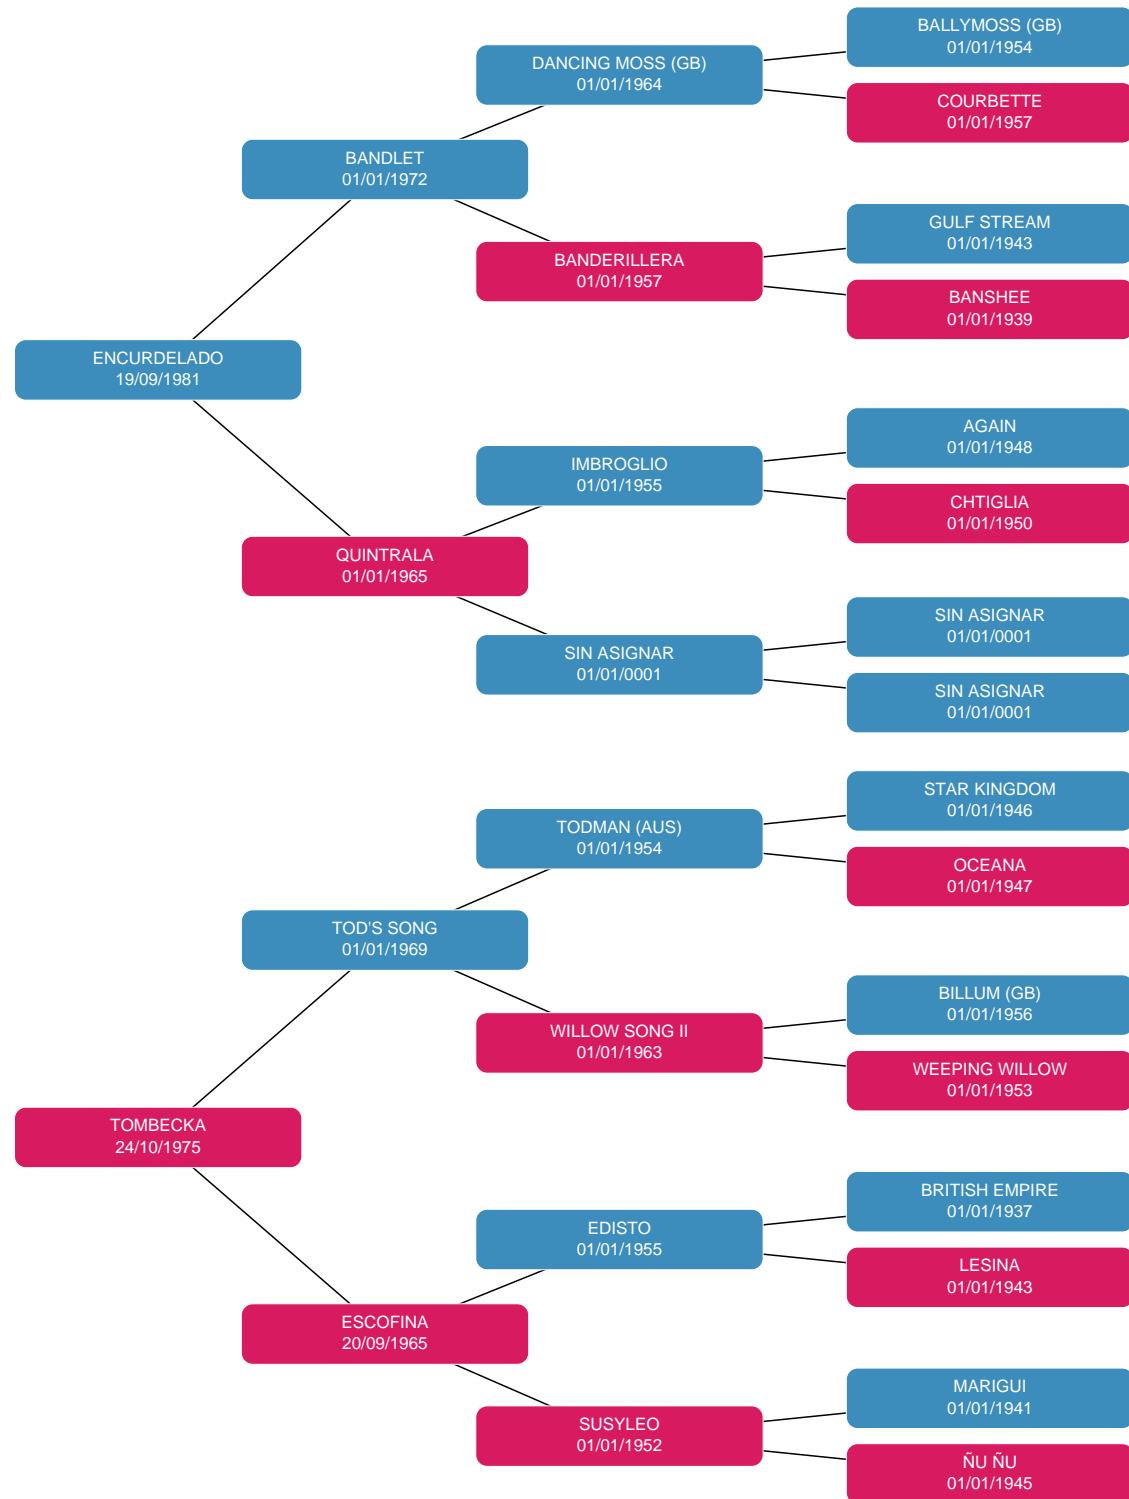 BALLYMOSS (GB)
01/01/1954
DANCING MOSS (GB)
01/01/1964
COURBETTE
01/01/1957
BANDLET
01/01/1972
GULF STREAM
01/01/1943
BANDERILLERA
01/01/1957
BANSHEE
01/01/1939
ENCURDELADO
19/09/1981
AGAIN
01/01/1948
IMBROGLIO
01/01/1955
CHTIGLIA
01/01/1950
QUINTRALA
01/01/1965
SIN ASIGNAR
01/01/0001
SIN ASIGNAR
01/01/0001
SIN ASIGNAR
01/01/0001
STAR KINGDOM
01/01/1946
TODMAN (AUS)
01/01/1954
OCEANA
01/01/1947
TOD'S SONG
01/01/1969
BILLUM (GB)
01/01/1956
WILLOW SONG II
01/01/1963
WEEPING WILLOW
01/01/1953
TOMBECKA
24/10/1975
BRITISH EMPIRE
01/01/1937
EDISTO
01/01/1955
LESINA
01/01/1943
ESCOFINA
20/09/1965
MARIGUI
01/01/1941
SUSYLEO
01/01/1952
ÑU ÑU
01/01/1945